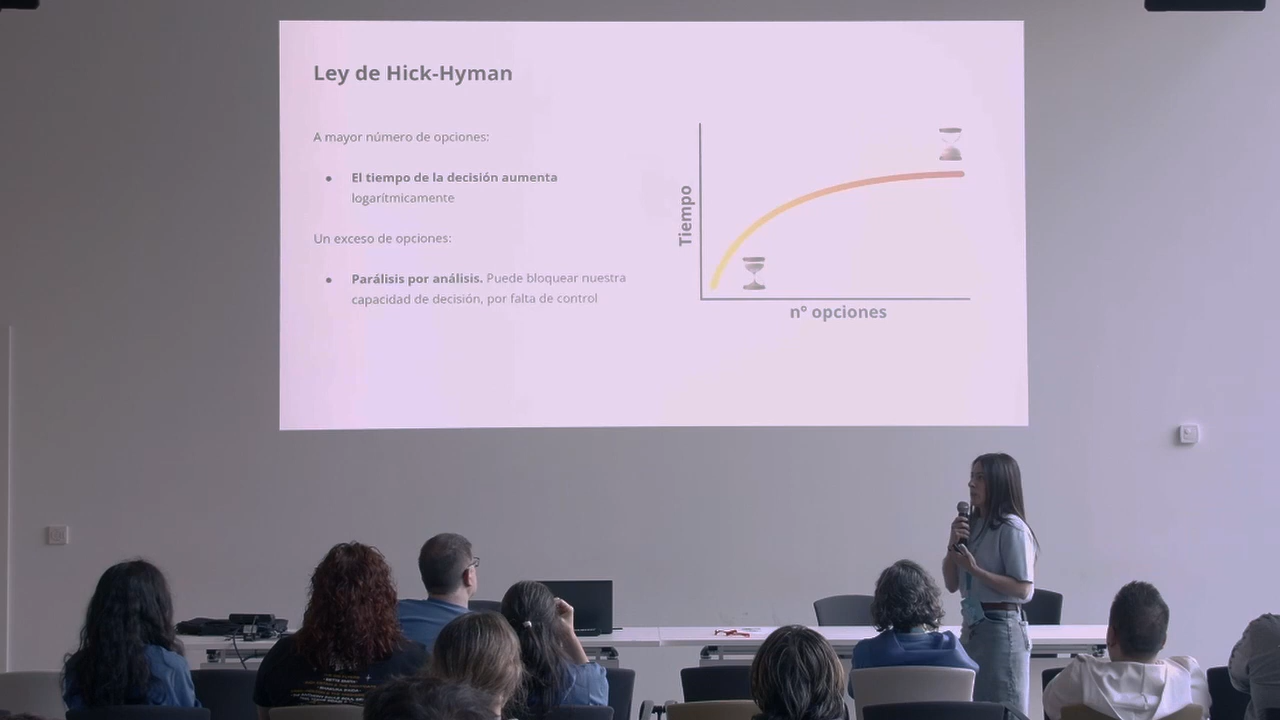 Ley de Hick-Hyman
A mayor número de opciones:
El tiempo de la decisión aumenta
logarítmicamente
Un exceso de opciones:
Parálisis por análisis. Puede bloquear nuestra
capacidad de decisión, por falta de control
Tiempo
nº opciones